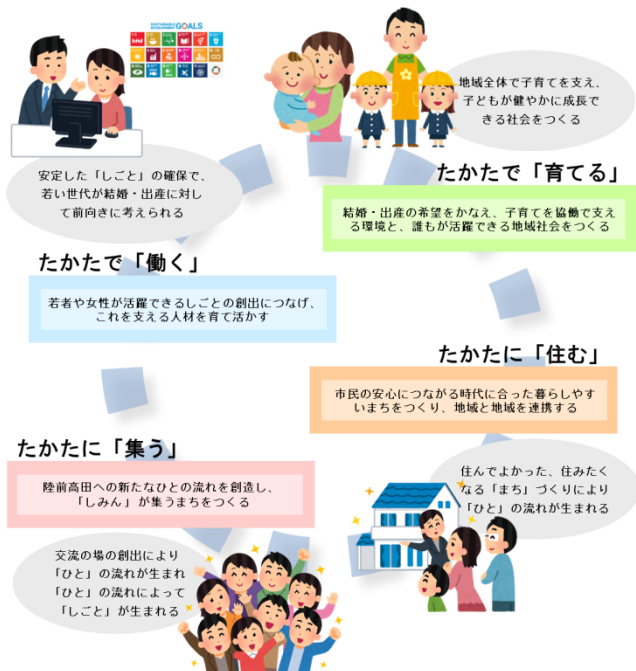 SUSTAINABLE
DEVELOPMENT GOALS
安定した「しごと」の確保で、
若い世代が結婚・出産に対し
て前向きに考えられる
たかたで「働く」
若者や女性が活躍できるしごとの創出につなげ、
これを支える人材を育て活かす
たかたに「集う」
陸前高田への新たなひとの流れを創造し、
「しみん」が集うまちをつくる
交流の場の創出により
「ひと」の流れが生まれ
「ひと」の流れによって
「しごと」が生まれる
地域全体で子育てを支え、
子どもが健やかに成長で
きる社会をつくる
たかたで「育てる」
結婚・出産の希望をかなえ、子育てを協働で支え
る環境と、誰もが活躍できる地域社会をつくる
たかたに「住む」
市民の安心につながる時代に合った暮らしやす
いまちをつくり、地域と地域を連携する
住んでよかった、住みたく
なる「まち」づくりにより
「ひと」の流れが生まれる